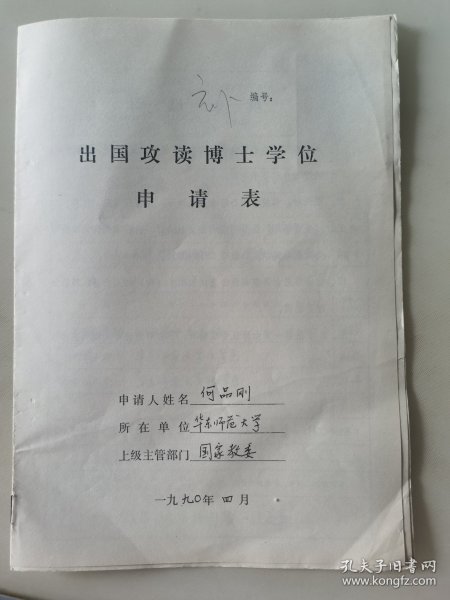 编号：
出国攻读博士学位
申请表
申请人姓名 何品刚
所在单位 华东师范大学
上级主管部门 国家教委
一九九〇年 四月
孔夫子旧书网
www.kongfz.com